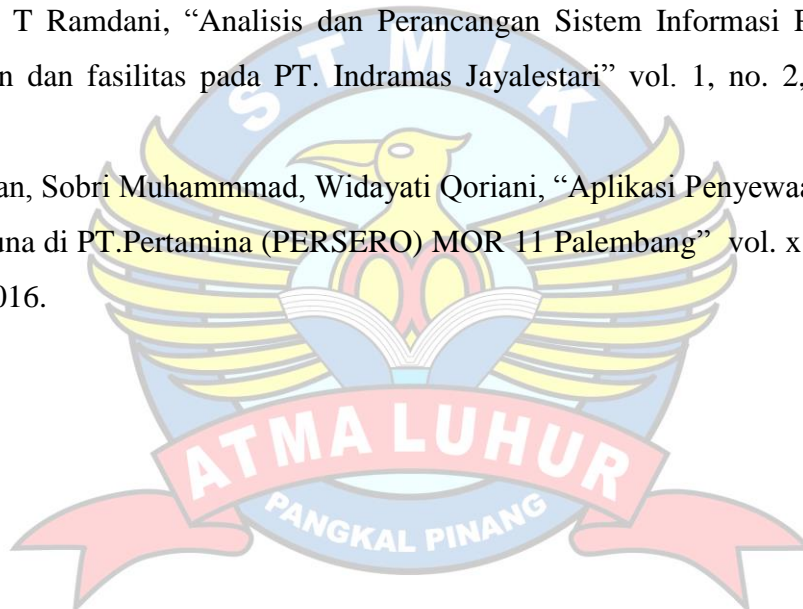 T Ramdani, “Analisis dan Perancangan Sistem Informasi
n dan fasilitas pada PT. Indramas Jayalestari” vol. 1, no. 2,
an, Sobri Muhammmad, Widayati Qoriani, “Aplikasi Penyewaa
una di PT.Pertamina (PERSERO) MOR 11 Palembang” vol. x
016.
STMIK
ATMA LUHUR
PANGKAL PINANG